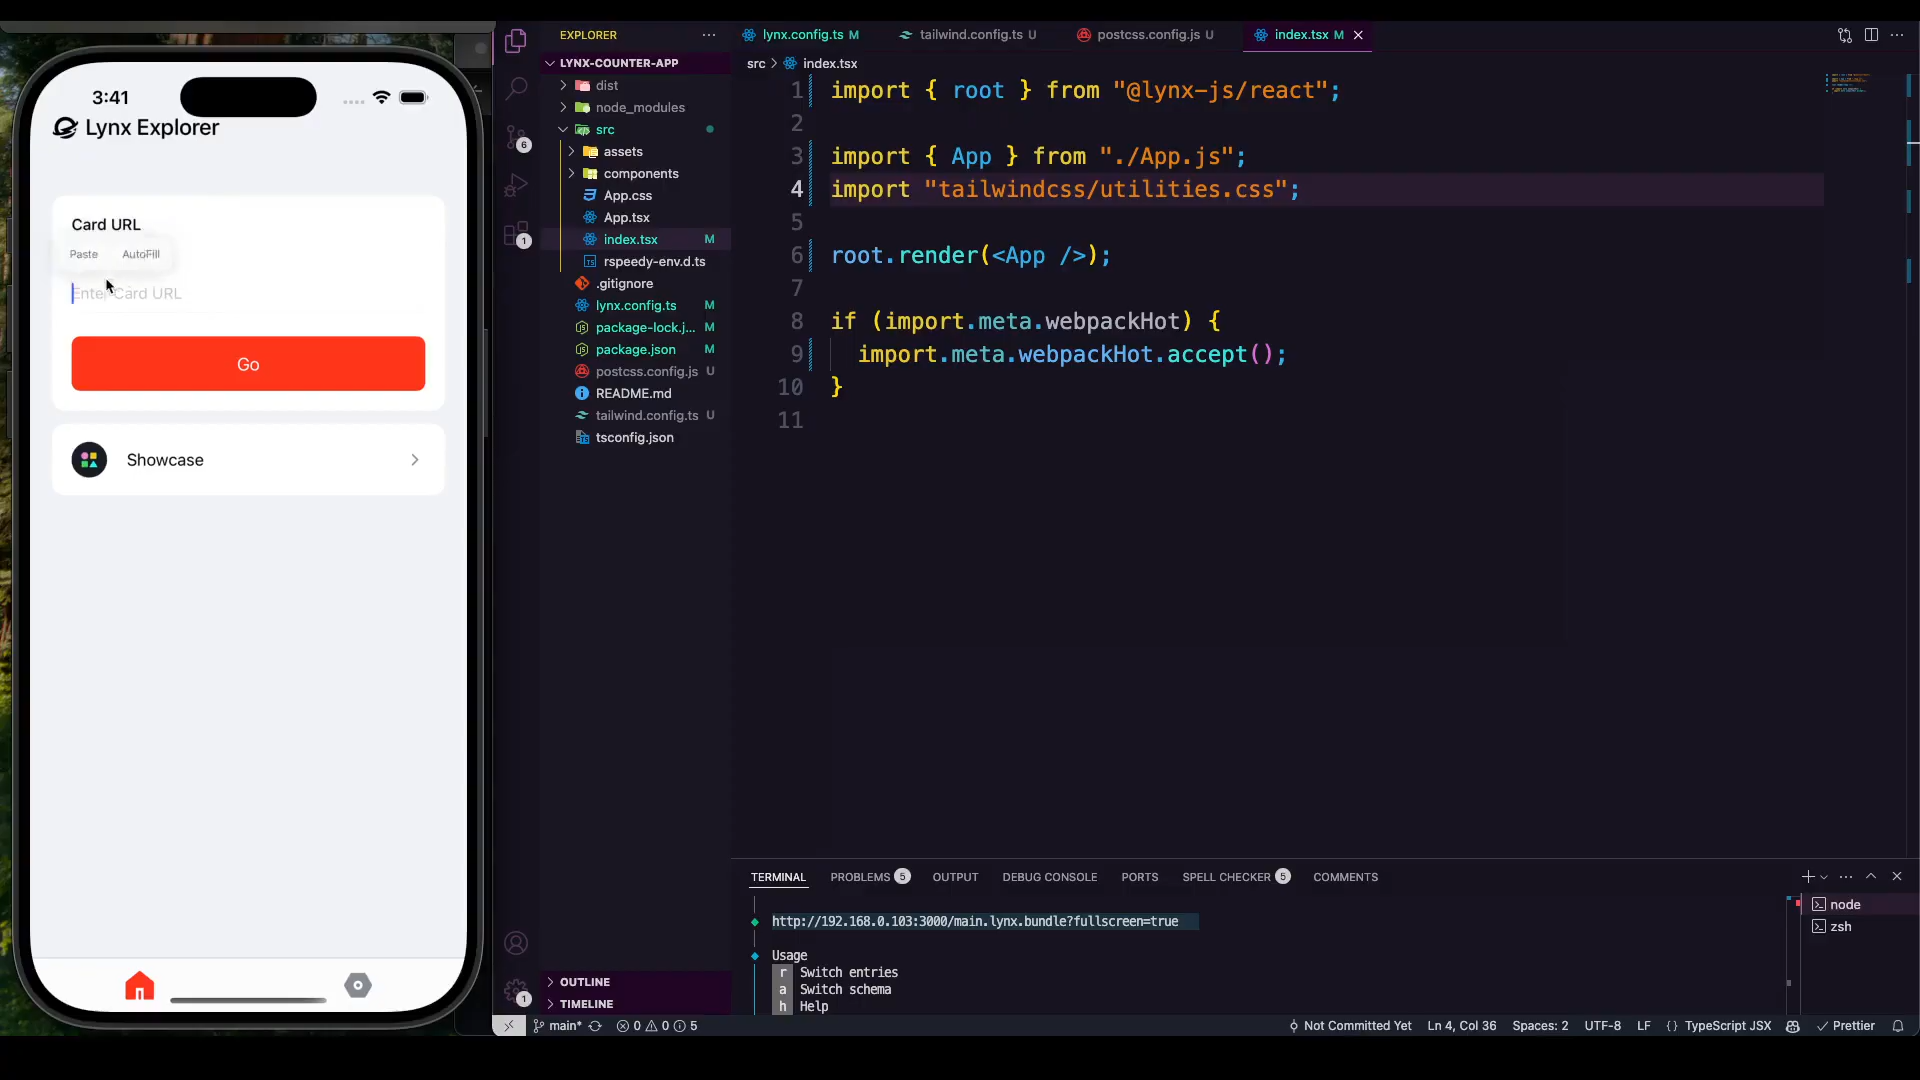 3:41
Lynx Explorer
Card URL
Paste AutoFill
Enter Card URL
Go
Showcase
EXPLORER
LYNX-COUNTER-APP
dist
node_modules
src
assets
components
App.css
App.tsx
index.tsx M
rspeedy-env.d.ts
.gitignore
lynx.config.ts M
package-lock.j... M
package.json M
postcss.config.js U
README.md
tailwind.config.ts U
tsconfig.json
OUTLINE
TIMELINE
6
1
1
lynx.config.ts M
tailwind.config.ts U
postcss.config.js U
index.tsx M
src > index.tsx
1 import { root } from "@lynx-js/react";
2
3 import { App } from "./App.js";
4 import "tailwindcss/utilities.css";
5
6 root.render(<App />);
7
8 if (import.meta.webpackHot) {
9 import.meta.webpackHot.accept();
10 }
11
TERMINAL PROBLEMS 5 OUTPUT DEBUG CONSOLE PORTS SPELL CHECKER 5 COMMENTS
http://192.168.0.103:3000/main.lynx.bundle?fullscreen=true
Usage
r Switch entries
a Switch schema
h Help
node
zsh
main* 0 0 5
Not Committed Yet Ln 4, Col 36 Spaces: 2 UTF-8 LF {} TypeScript JSX Prettier